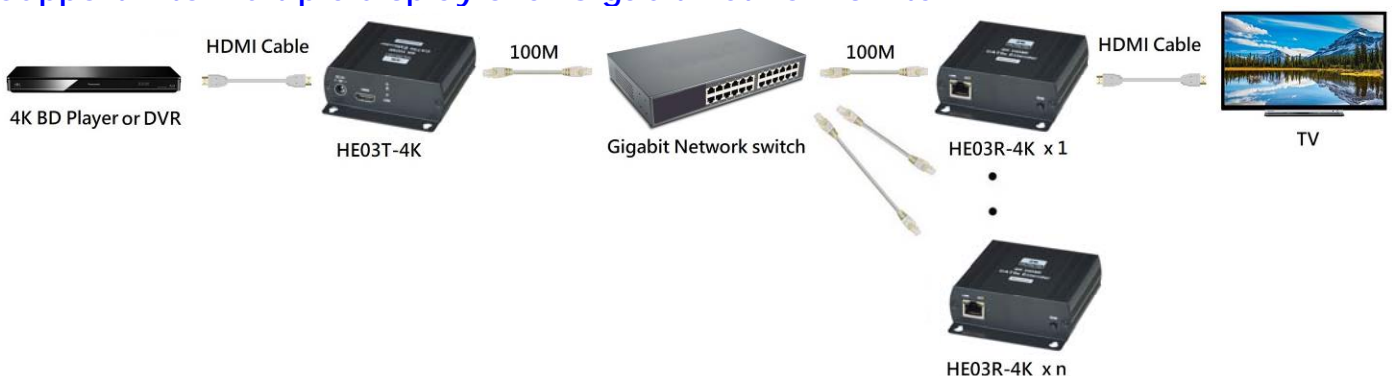 HDMI Cable
100M
100M
HDMI Cable
4K BD Player or DVR
HE03T-4K
Gigabit Network switch
HE03R-4K x 1
TV
HE03R-4K x n